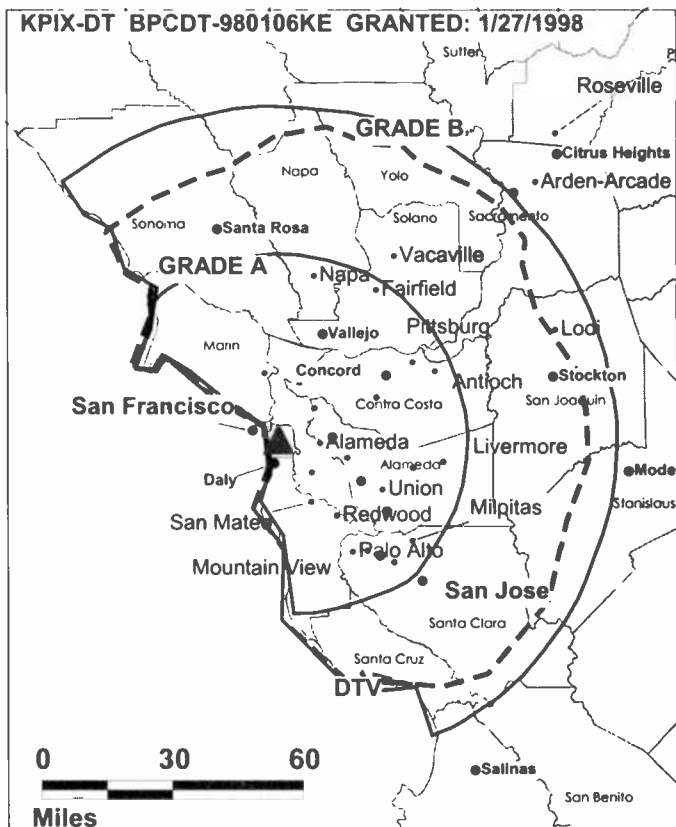 KPIX-DT BPCDT-980106KE GRANTED: 1/27/1998
Sutter
Roseville
GRADE B
Citrus Heights
Napa
Yolo
Arden-Arcade
Sonoma
Solano
Sacramento
Santa Rosa
Vacaville
GRADE A
Napa
Fairfield
Vallejo
Pittsburg
Lodi
Marin
Concord
Antioch
Stockton
San Francisco
Contra Costa
San Joaquin
Alameda
Livermore
Alameda
Daly
Mode
Union
Stanislaus
San Mateo
Redwood
Milpitas
Palo Alto
Mountain View
San Jose
Santa Clara
Santa Cruz
DTV
0 30 60
Salinas
San Benito
Miles